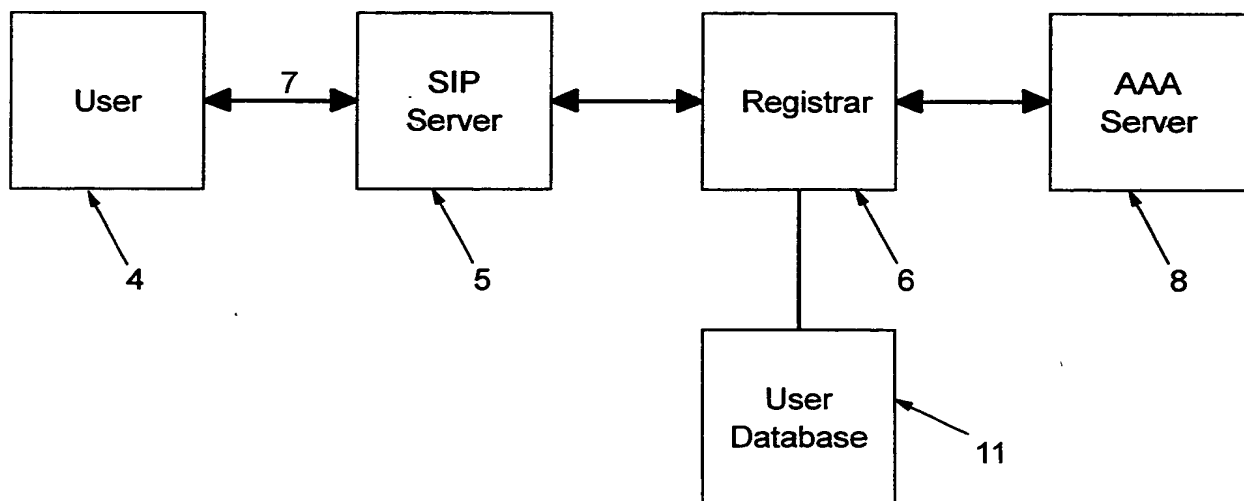 User
7
SIP
Server
Registrar
AAA
Server
4
5
6
8
User
Database
11